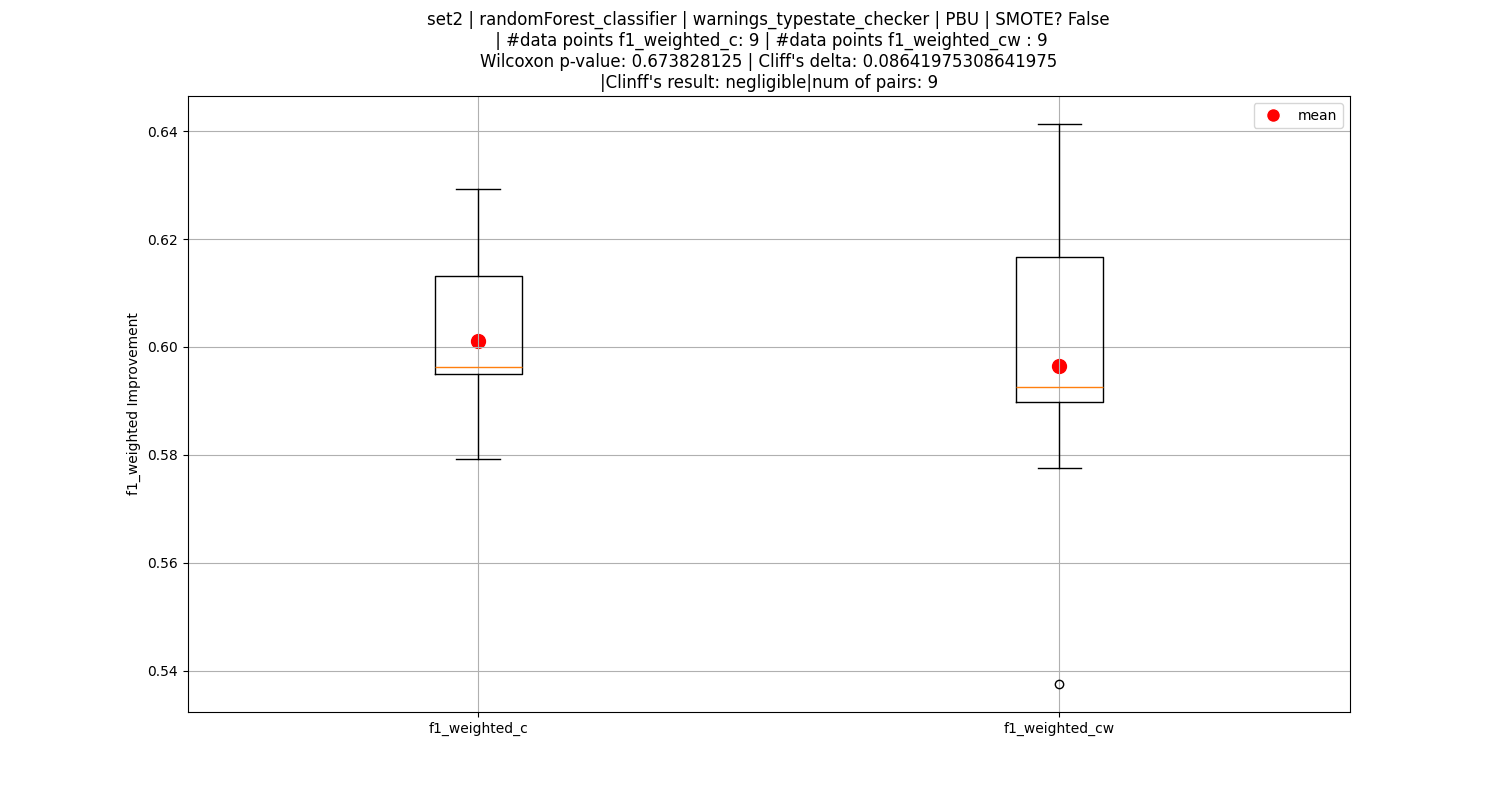 set2 | randomForest_classifier | warnings_typestate_checker | PBU | SMOTE? False
| #data points f1_weighted_c: 9 | #data points f1_weighted_cw : 9
Wilcoxon p-value: 0.673828125 | Cliff's delta: 0.08641975308641975
|Clinff's result: negligible|num of pairs: 9
mean
0.64
0.62
0.60
0.58
0.56
0.54
f1_weighted Improvement
f1_weighted_c
f1_weighted_cw